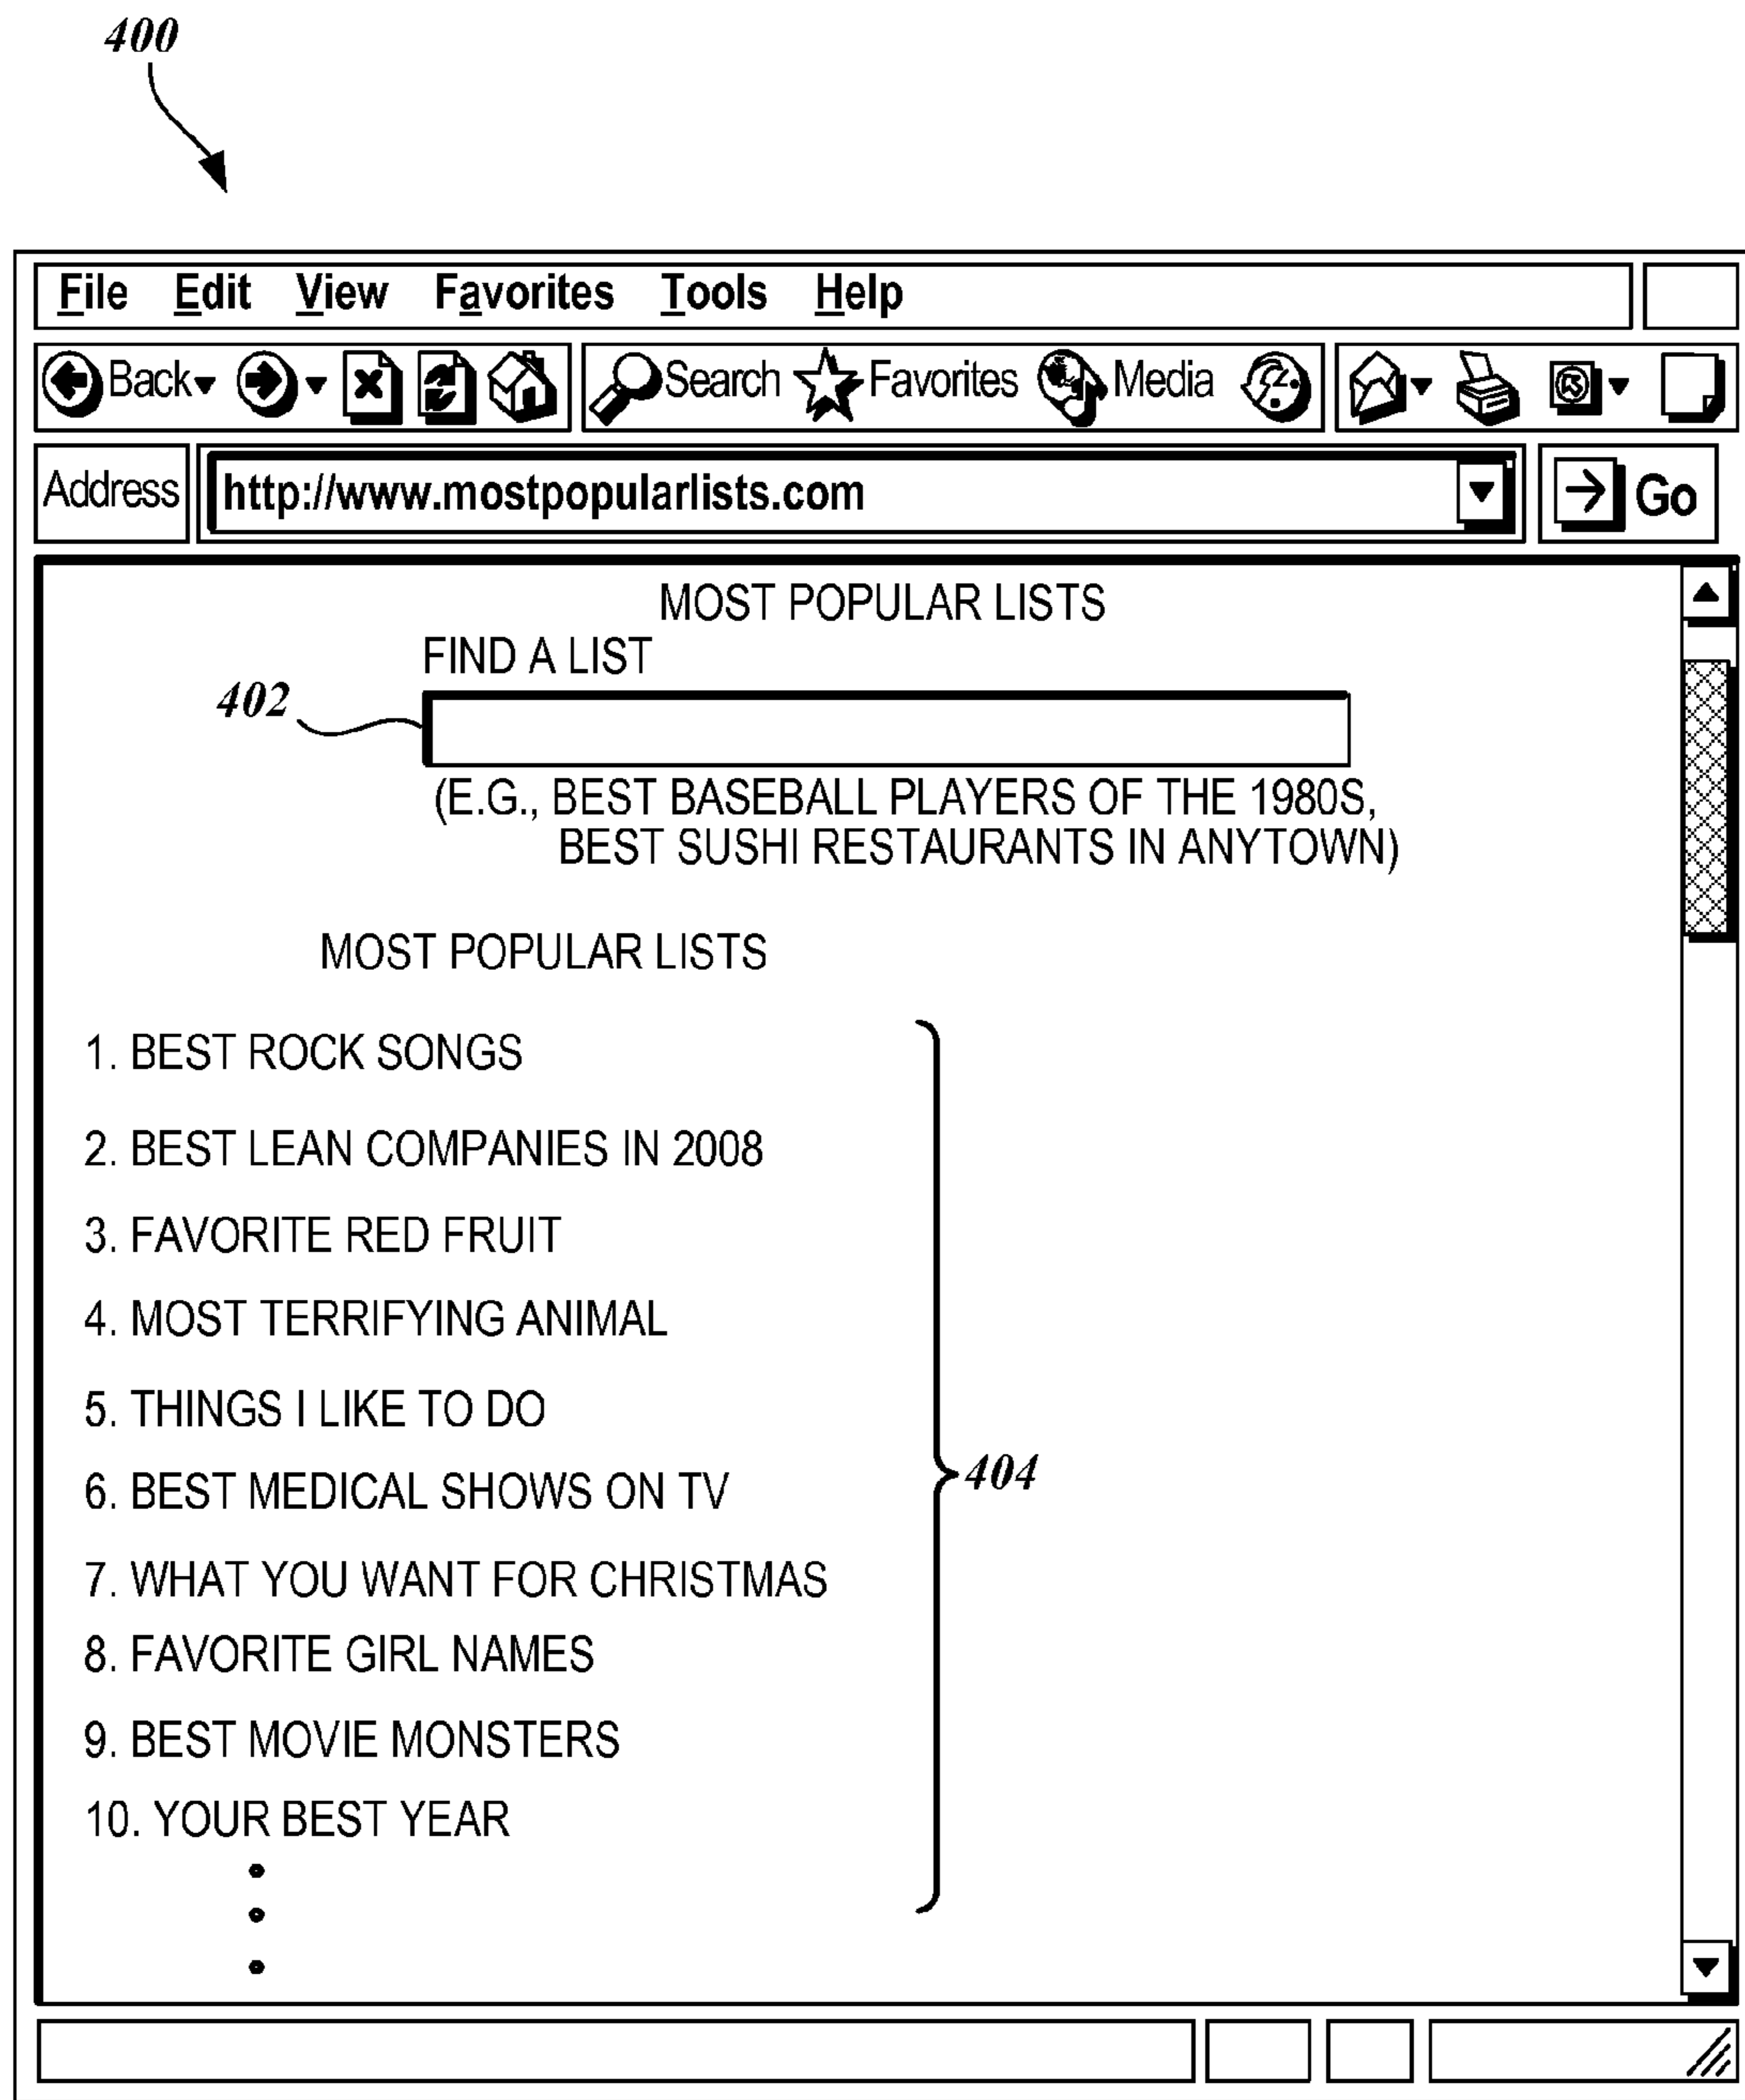 400
File Edit View Favorites Tools Help
Back Search Favorites Media
Address http://www.mostpopularlists.com Go
MOST POPULAR LISTS
FIND A LIST
402
(E.G., BEST BASEBALL PLAYERS OF THE 1980S,
BEST SUSHI RESTAURANTS IN ANYTOWN)
MOST POPULAR LISTS
1. BEST ROCK SONGS
2. BEST LEAN COMPANIES IN 2008
3. FAVORITE RED FRUIT
4. MOST TERRIFYING ANIMAL
5. THINGS I LIKE TO DO
404
6. BEST MEDICAL SHOWS ON TV
7. WHAT YOU WANT FOR CHRISTMAS
8. FAVORITE GIRL NAMES
9. BEST MOVIE MONSTERS
10. YOUR BEST YEAR